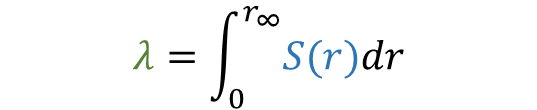 λ = ∫₀^{r∞} S(r)dr